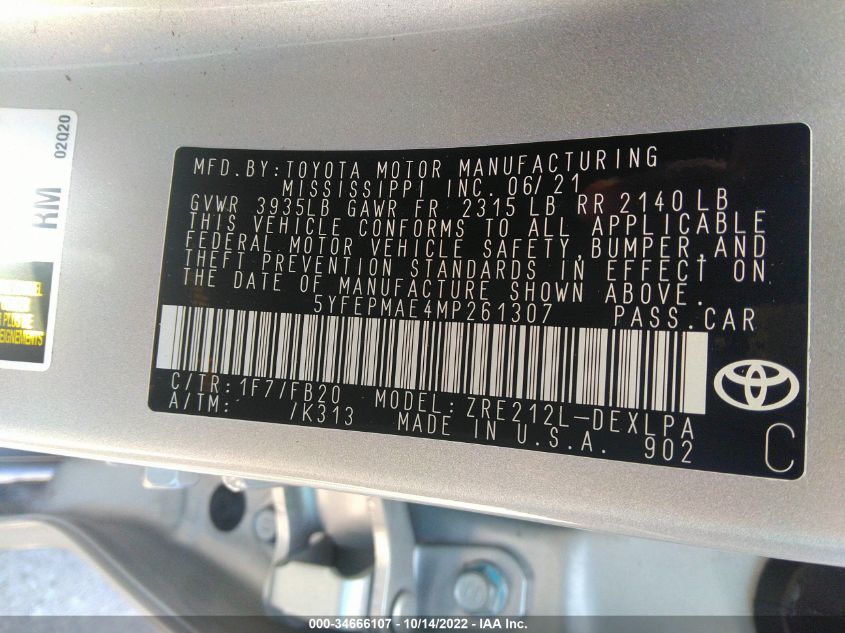 02Q20
RM
MFD.BY:TOYOTA MOTOR MANUFACTURING
MISSISSIPPI INC. 06/21
GVWR 3935LB GAWR FR 2315 LB RR 2140 LB
THIS VEHICLE CONFORMS TO ALL APPLICABLE
FEDERAL MOTOR VEHICLE SAFETY,BUMPER,AND
THEFT PREVENTION STANDARDS IN EFFECT ON
THE DATE OF MANUFACTURE SHOWN ABOVE.
5YFEPMAE4MP261307 PASS.CAR
C/TR:1F7/FB20 MODEL:ZRE212L-DEXLPA
A/TM: /K313 MADE IN U.S.A. 902
C
000-34666107 | 10/14/2022 - IAA Inc.